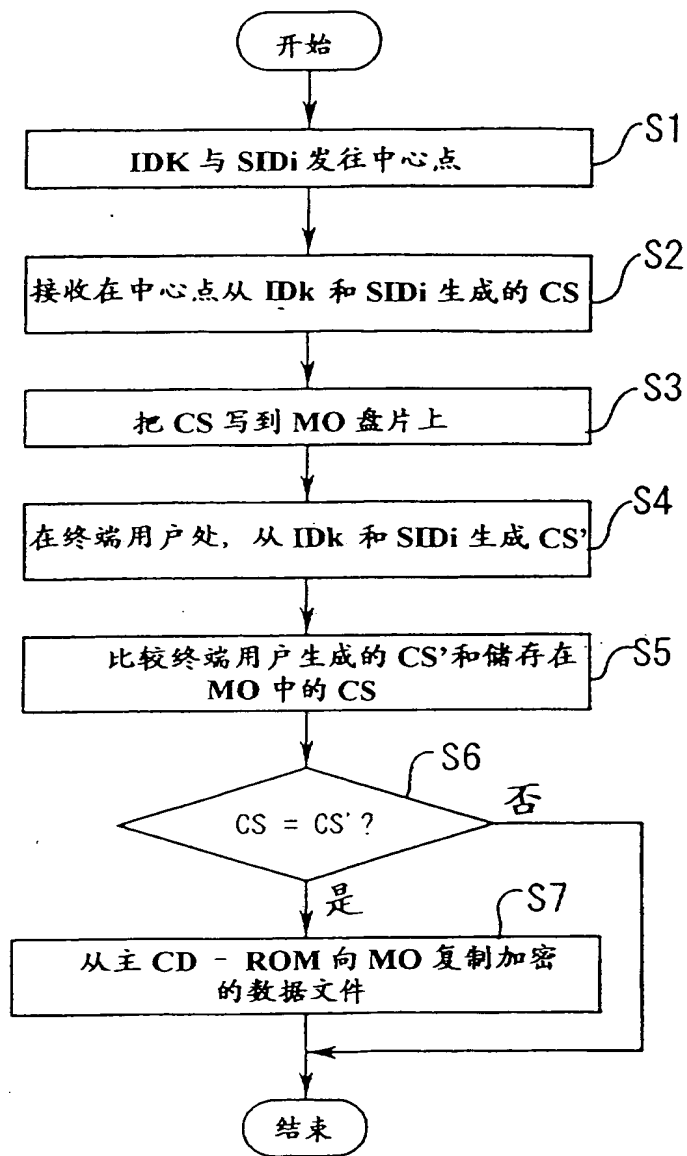 开始
S1
IDK 与 SIDi 发往中心点
S2
接收在中心点从 IDk 和 SIDi 生成的 CS
S3
把 CS 写到 MO 盘片上
S4
在终端用户处, 从 IDk 和 SIDi 生成 CS'
S5
比较终端用户生成的 CS'和储存在
MO 中的 CS
S6
CS = CS'?
否
是
S7
从主 CD - ROM 向 MO 复制加密
的数据文件
结束